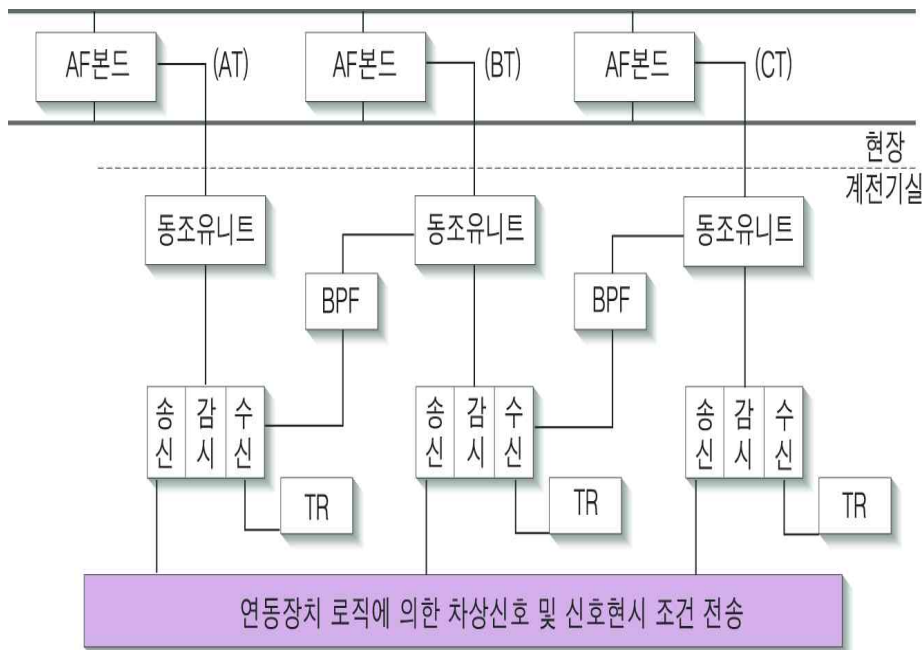 AF본드 (AT) AF본드 (BT) AF본드 (CT)
현장
계전기실
동조유니트 동조유니트 동조유니트
BPF BPF
송신 감시 수신 송신 감시 수신 송신 감시 수신
TR TR TR
연동장치 로직에 의한 차상신호 및 신호현시 조건 전송